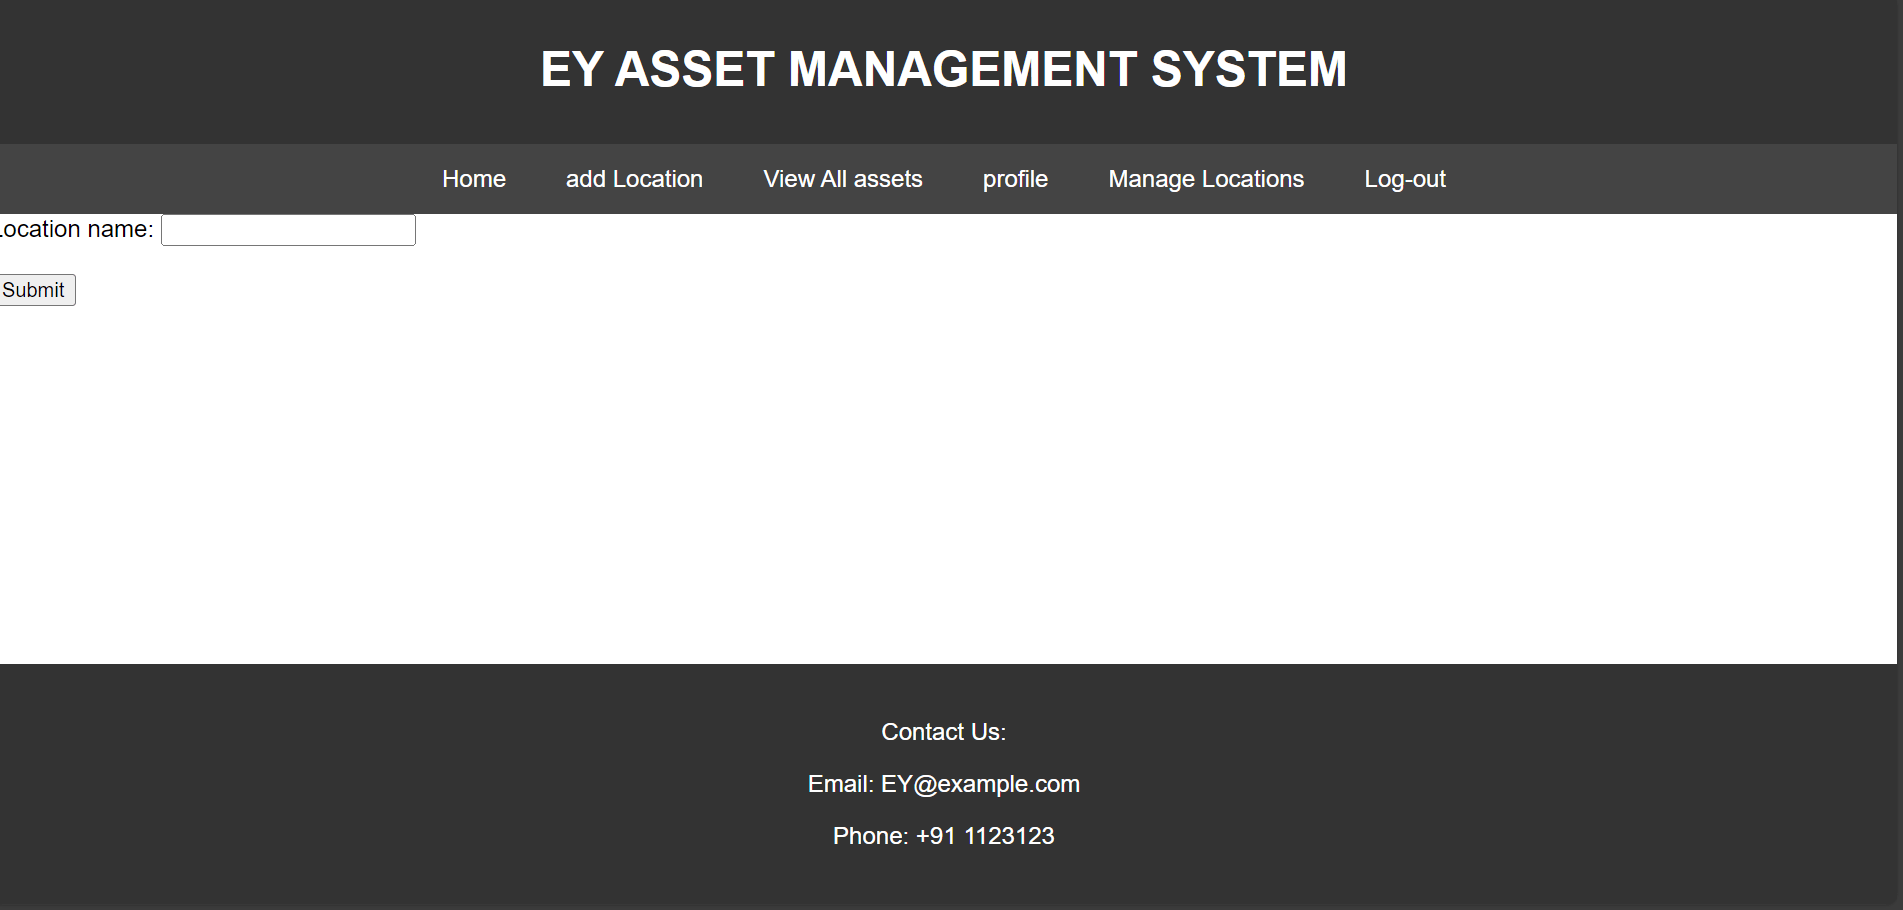 EY ASSET MANAGEMENT SYSTEM
Home add Location View All assets profile Manage Locations Log-out
Location name:
Submit
Contact Us:
Email: EY@example.com
Phone: +91 1123123